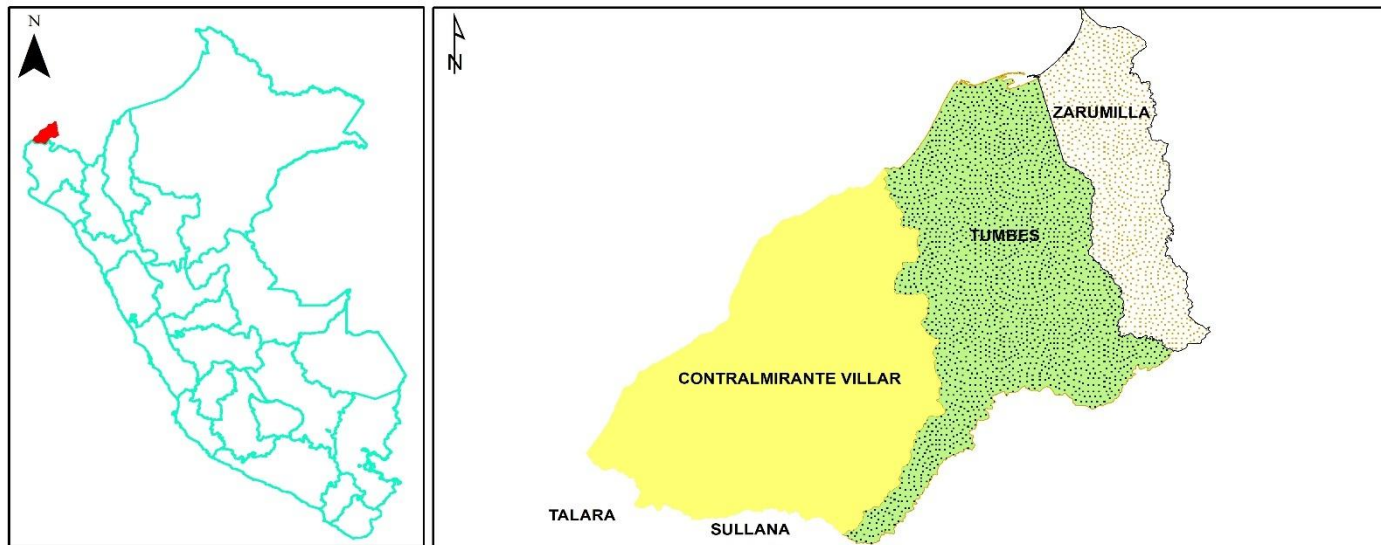 N
N
ZARUMILLA
TUMBES
CONTRALMIRANTE VILLAR
TALARA
SULLANA